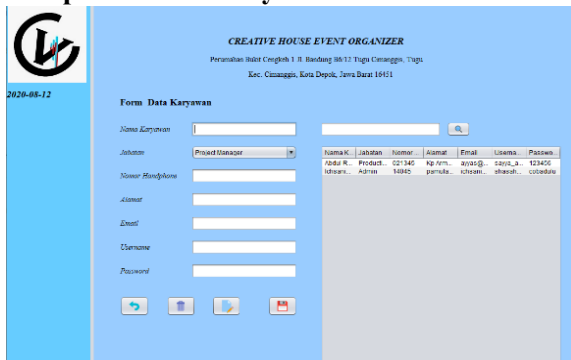 CREATIVE HOUSE EVENT ORGANIZER
Perumahan Bukit Cengkeh 1 Jl. Bandung B6/12 Tugu Cimanggis, Tugu
Kec. Cimanggis, Kota Depok, Jawa Barat 16451
2020-08-12
Form Data Karyawan
Nama Karyawan
Jabatan
Project Manager
Nomor Handphone
Alamat
Email
Username
Password
Nama K... Jabatan Nomor... Alamat Email Userna... Passwo...
Abdul R... Producti... 021345 Kp Arm... ayyas@... sayya_a... 123456
Ichsani... Admin 14045 pamula... ichsani... cobadulu